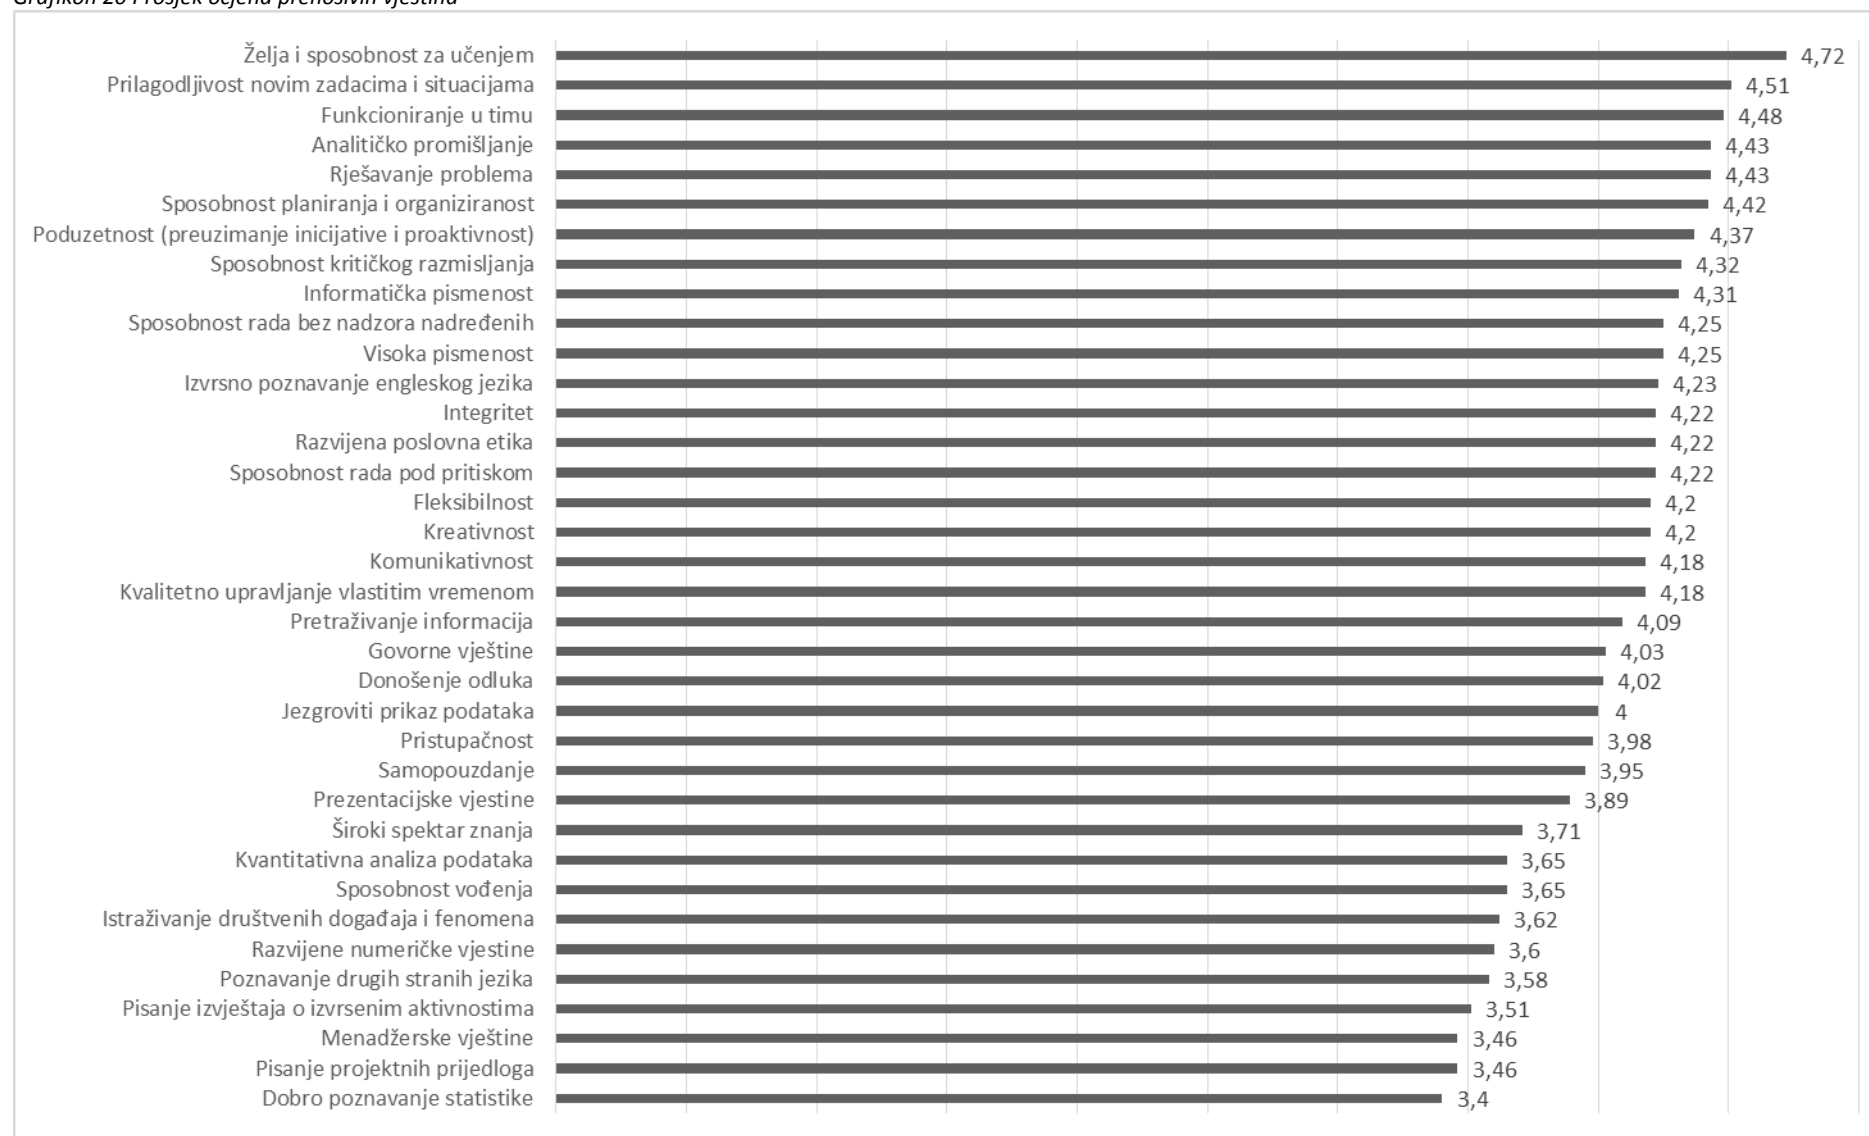 Grafikon 20 Prosjek ocjena prenosivih vještina
Želja i sposobnost za učenjem 4,72
Prilagodljivost novim zadacima i situacijama 4,51
Funkcioniranje u timu 4,48
Analitičko promišljanje 4,43
Rješavanje problema 4,43
Sposobnost planiranja i organiziranost 4,42
Poduzetnost (preuzimanje inicijative i proaktivnost) 4,37
Sposobnost kritičkog razmisljanja 4,32
Informatička pismenost 4,31
Sposobnost rada bez nadzora nadređenih 4,25
Visoka pismenost 4,25
Izvrsno poznavanje engleskog jezika 4,23
Integritet 4,22
Razvijena poslovna etika 4,22
Sposobnost rada pod pritiskom 4,22
Fleksibilnost 4,2
Kreativnost 4,2
Komunikativnost 4,18
Kvalitetno upravljanje vlastitim vremenom 4,18
Pretraživanje informacija 4,09
Govorne vještine 4,03
Donošenje odluka 4,02
Jezgroviti prikaz podataka 4
Pristupačnost 3,98
Samopouzdanje 3,95
Prezentacijske vjestine 3,89
Široki spektar znanja 3,71
Kvantitativna analiza podataka 3,65
Sposobnost vođenja 3,65
Istraživanje društvenih događaja i fenomena 3,62
Razvijene numeričke vjestine 3,6
Poznavanje drugih stranih jezika 3,58
Pisanje izvještaja o izvrsenim aktivnostima 3,51
Menadžerske vještine 3,46
Pisanje projektnih prijedloga 3,46
Dobro poznavanje statistike 3,4